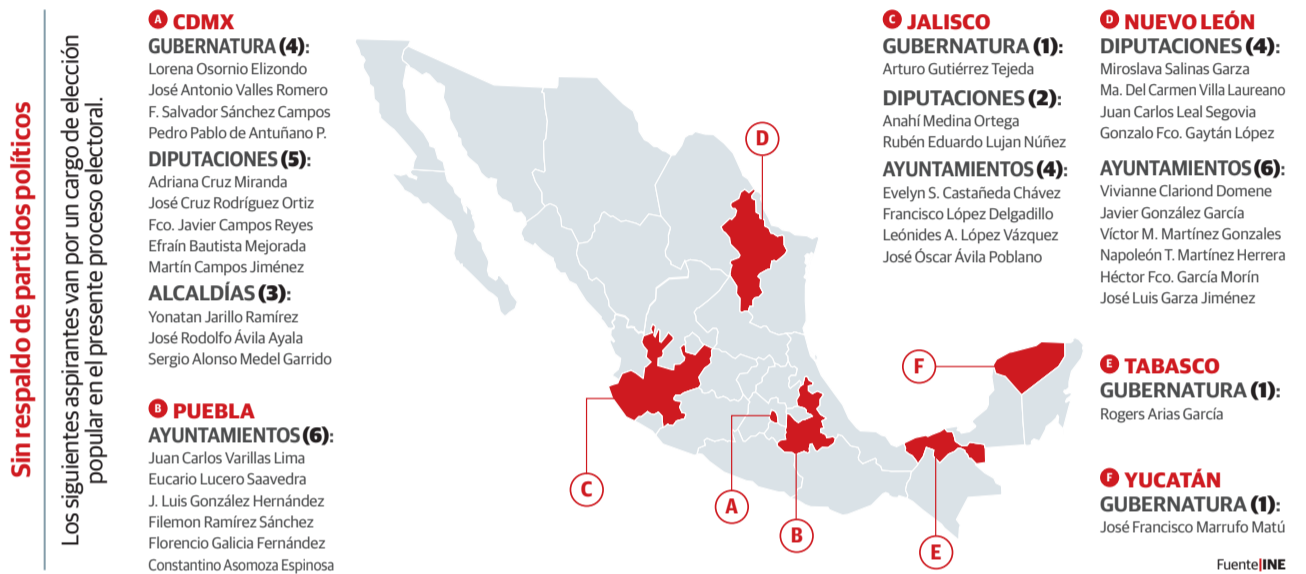 Sin respaldo de partidos políticos
Los siguientes aspirantes van por un cargo de elección
popular en el presente proceso electoral.
A CDMX
GUBERNATURA (4):
Lorena Osornio Elizondo
José Antonio Valles Romero
F. Salvador Sánchez Campos
Pedro Pablo de Antuñano P.
DIPUTACIONES (5):
Adriana Cruz Miranda
José Cruz Rodríguez Ortiz
Fco. Javier Campos Reyes
Efraín Bautista Mejorada
Martín Campos Jiménez
ALCALDÍAS (3):
Yonatan Jarillo Ramírez
José Rodolfo Ávila Ayala
Sergio Alonso Medel Garrido
B PUEBLA
AYUNTAMIENTOS (6):
Juan Carlos Varillas Lima
Eucario Lucero Saavedra
J. Luis González Hernández
Filemon Ramírez Sánchez
Florencio Galicia Fernández
Constantino Asomoza Espinosa
D
F
C
A
B
E
C JALISCO
GUBERNATURA (1):
Arturo Gutiérrez Tejeda
DIPUTACIONES (2):
Anahí Medina Ortega
Rubén Eduardo Lujan Núñez
AYUNTAMIENTOS (4):
Evelyn S. Castañeda Chávez
Francisco López Delgadillo
Leónides A. López Vázquez
José Óscar Ávila Poblano
D NUEVO LEÓN
DIPUTACIONES (4):
Miroslava Salinas Garza
Ma. Del Carmen Villa Laureano
Juan Carlos Leal Segovia
Gonzalo Fco. Gaytán López
AYUNTAMIENTOS (6):
Vivianne Clariond Domene
Javier González García
Víctor M. Martínez Gonzales
Napoleón T. Martínez Herrera
Héctor Fco. García Morín
José Luis Garza Jiménez
E TABASCO
GUBERNATURA (1):
Rogers Arias García
F YUCATÁN
GUBERNATURA (1):
José Francisco Marrufo Matú
Fuente|INE